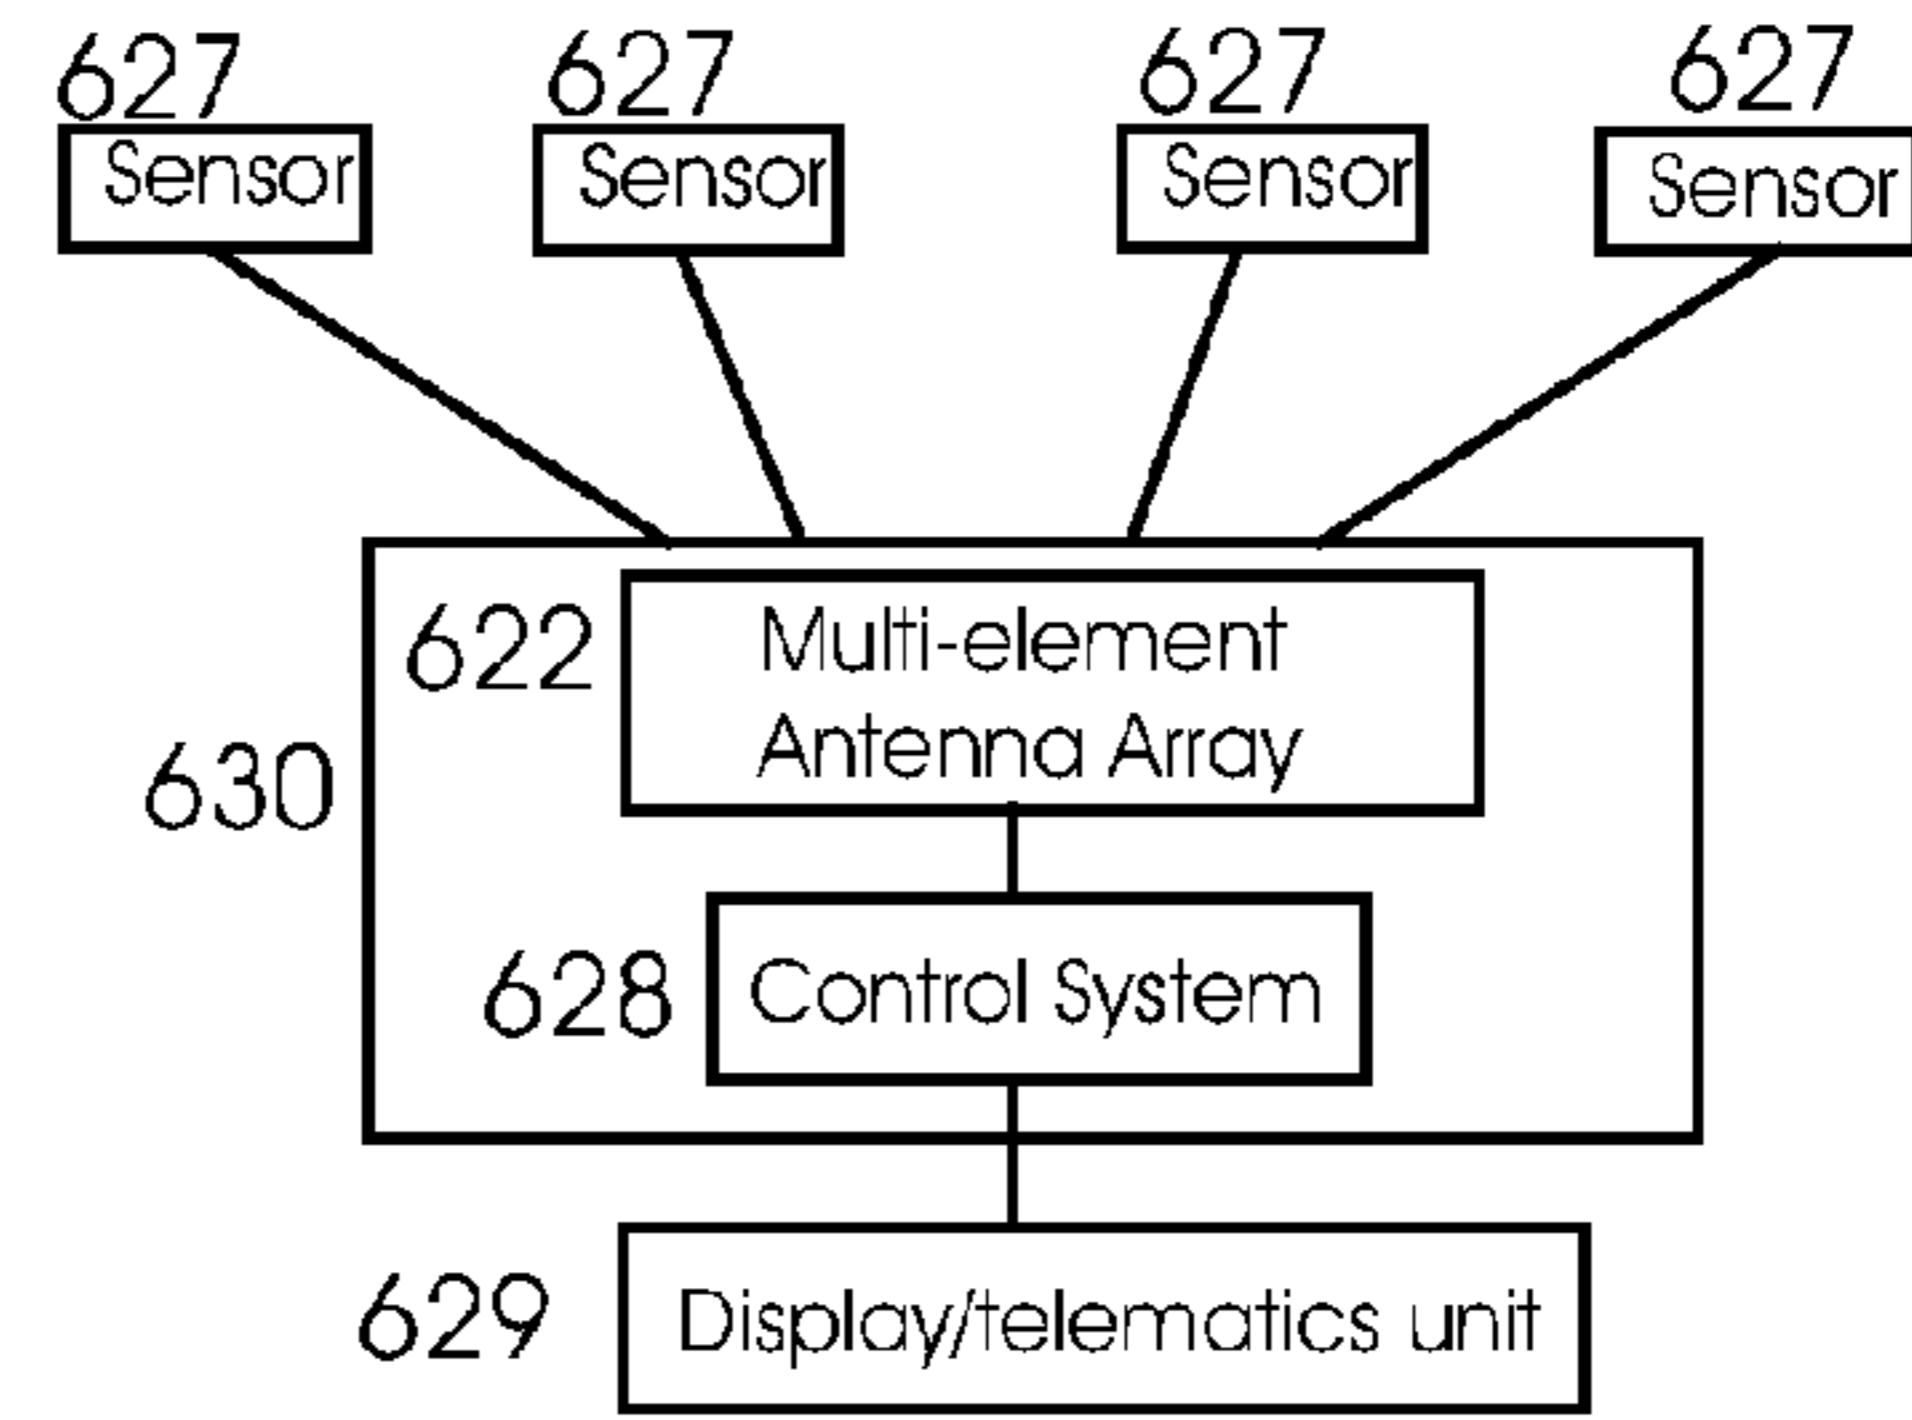 627 627 627 627
Sensor Sensor Sensor Sensor
622 Multi-element
Antenna Array
630
628 Control System
629 Display/telematics unit